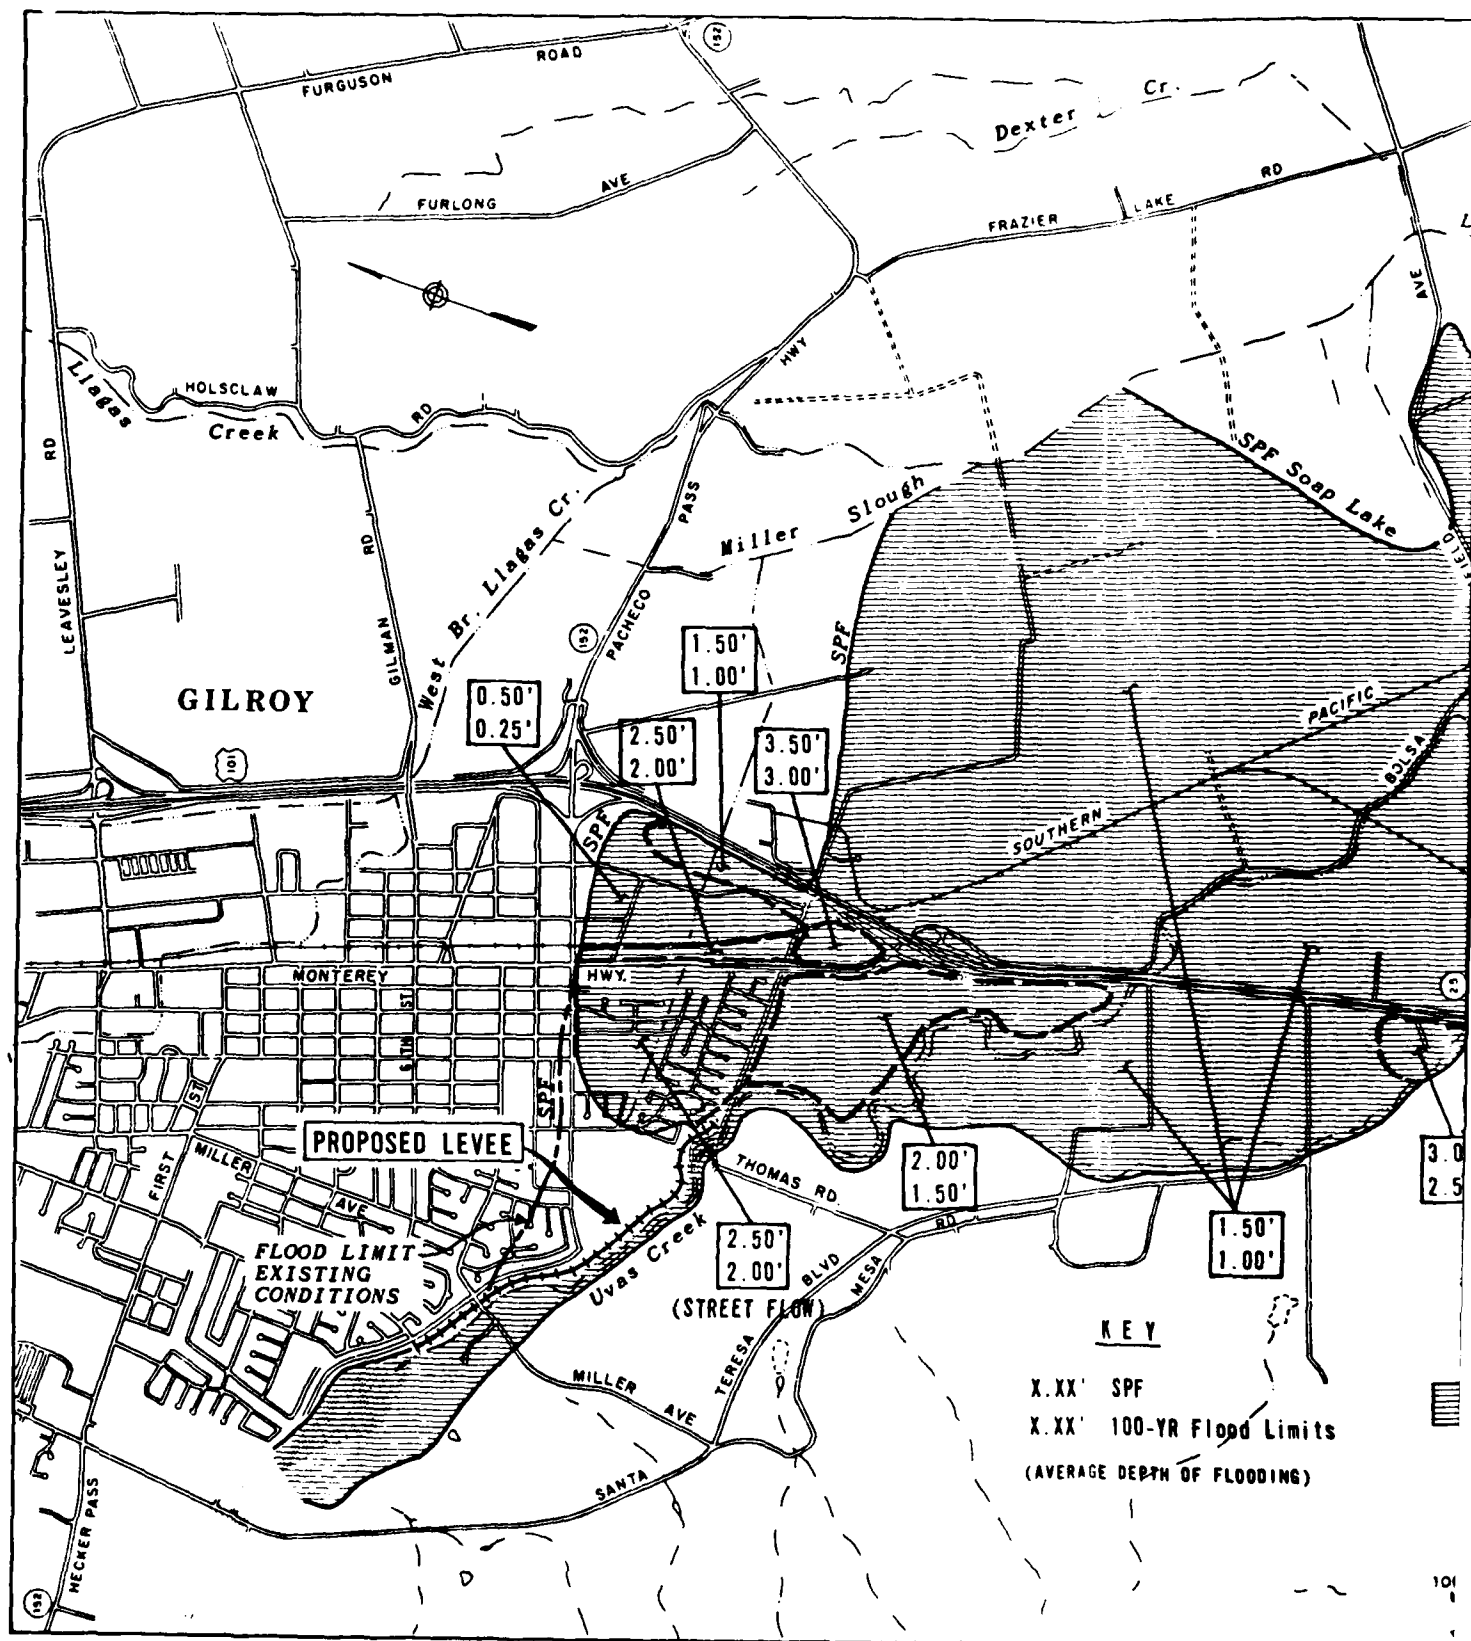 152
FURGUSON ROAD
Dexter Cr.
FURLONG AVE
FRAZIER LAKE RD
L
AVE
Llagas Creek
HOLSCLAW RD
HWY
RD
LEAVESLEY
SPF Soap Lake
GILMAN RD
West Br. Llagas Cr.
PACHECO PASS
Miller Slough
FIELD
152
SPF
1.50'
1.00'
GILROY
0.50'
0.25'
2.50'
2.00'
3.50'
3.00'
101
PACIFIC
BOLSA
SOUTHERN
SPF
MONTEREY HWY.
25
6TH ST
SPF
ST
PROPOSED LEVEE
FIRST
MILLER AVE
THOMAS RD.
2.00'
1.50'
3.0
2.5
RD
FLOOD LIMIT
EXISTING
CONDITIONS
Uvas Creek
2.50'
2.00'
(STREET FLOW)
BLVD
MESA
1.50'
1.00'
TERESA
MILLER AVE
SANTA
KEY
X.XX' SPF
X.XX' 100-YR Flood Limits
(AVERAGE DEPTH OF FLOODING)
HECKER PASS
152